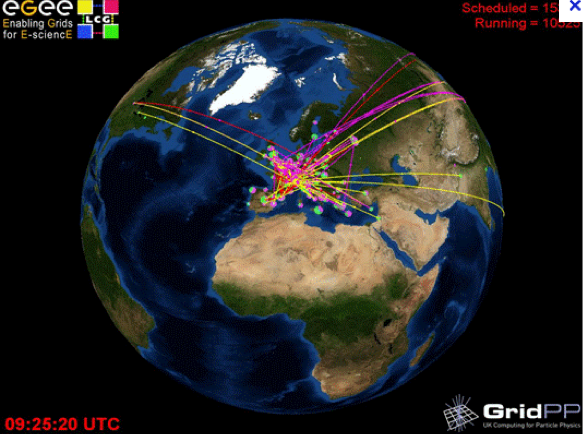 eGee
Enabling Grids
for E-sciencE
LCG
Scheduled = 15
Running = 10525
09:25:20 UTC
GridPP
UK Computing for Particle Physics